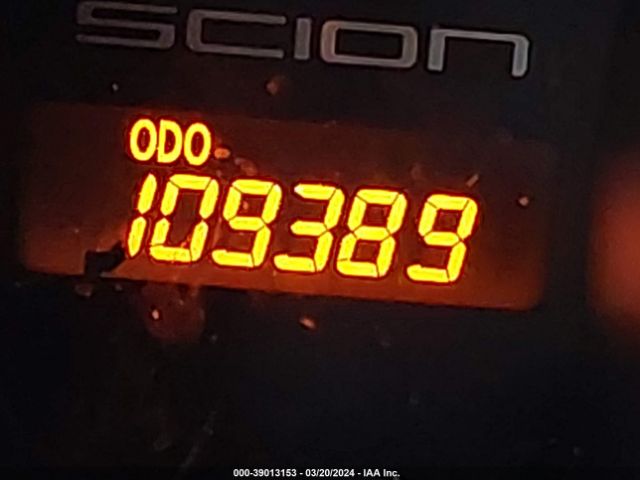 SCION
ODO
109389
000-39013153 - 03/20/2024 - IAA Inc.